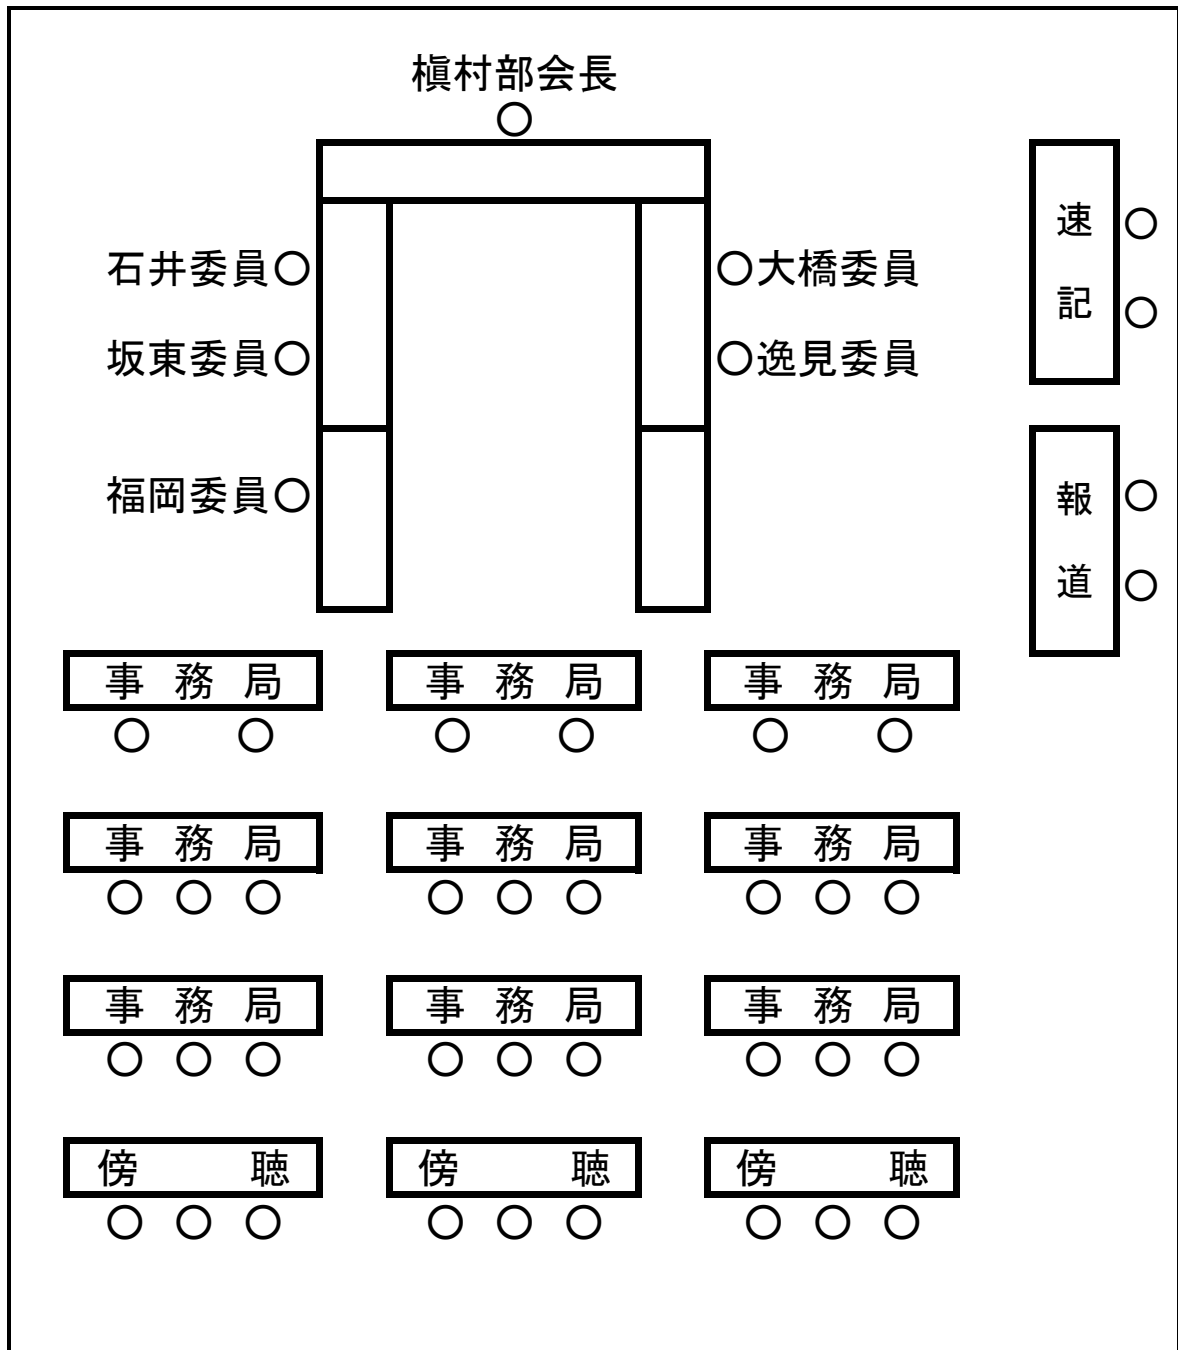 槇村部会長
○
石井委員○ ○大橋委員
坂東委員○ ○逸見委員
福岡委員○
速記
○
○
報道
○
○
事務局 事務局 事務局
○ ○ ○ ○ ○ ○
事務局 事務局 事務局
○ ○ ○ ○ ○ ○ ○ ○ ○
事務局 事務局 事務局
○ ○ ○ ○ ○ ○ ○ ○ ○
傍聴 傍聴 傍聴
○ ○ ○ ○ ○ ○ ○ ○ ○